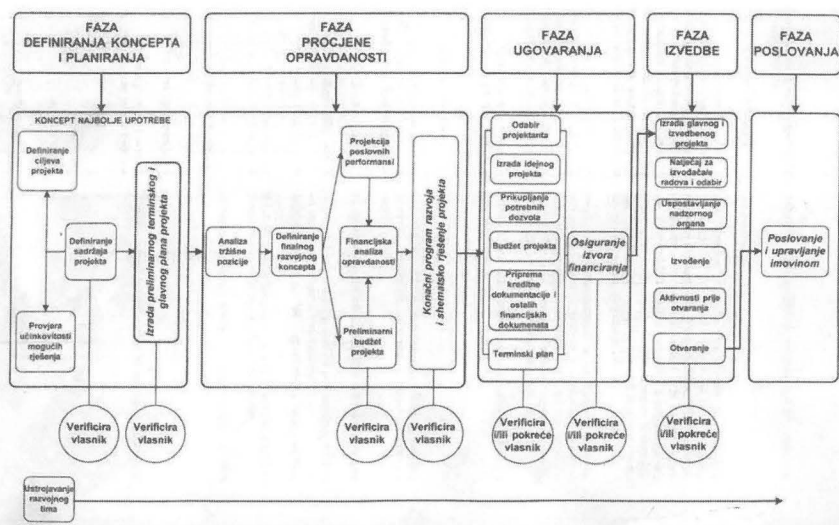 FAZA
DEFINIRANJA KONCEPTA
I PLANIRANJA
FAZA
PROCJENE
OPRAVDANOSTI
FAZA
UGOVARANJA
FAZA
IZVEDBE
FAZA
POSLOVANJA
KONCEPT NAJBOLJE UPOTREBE
Definiranje
ciljeva
projekta
Definiranje
sadržaja
projekta
Provjera
učinkovitosti
mogućih
rješenja
Izrada preliminarnog terminskog i
glavnog plana projekta
Analiza
tržišne
pozicije
Definiranje
finalnog
razvojnog
koncepta
Projekcija
poslovnih
performansi
Financijska
analiza
opravdanosti
Preliminarni
budžet
projekta
Konačni program razvoja
i shematsko rješenje projekta
Odabir
projektanta
Izrada idejnog
projekta
Prikupljanje
potrebnih
dozvola
Budžet projekta
Priprema
kreditne
dokumentacije i
ostalih
financijskih
dokumenata
Terminski plan
Osiguranje
izvora
financiranja
Izrada glavnog i
izvedbenog
projekta
Natječaj za
izvođače
radova i odabir
Uspostavljanje
nadzornog
organa
Izvođenje
Aktivnosti prije
otvaranja
Otvaranje
Poslovanje
i upravljanje
imovinom
Verificira
vlasnik
Verificira
vlasnik
Verificira
vlasnik
Verificira
vlasnik
Verificira
i/ili pokreće
vlasnik
Verificira
i/ili pokreće
vlasnik
Verificira
i/ili pokreće
vlasnik
Ustrojavanje
razvojnog
tima